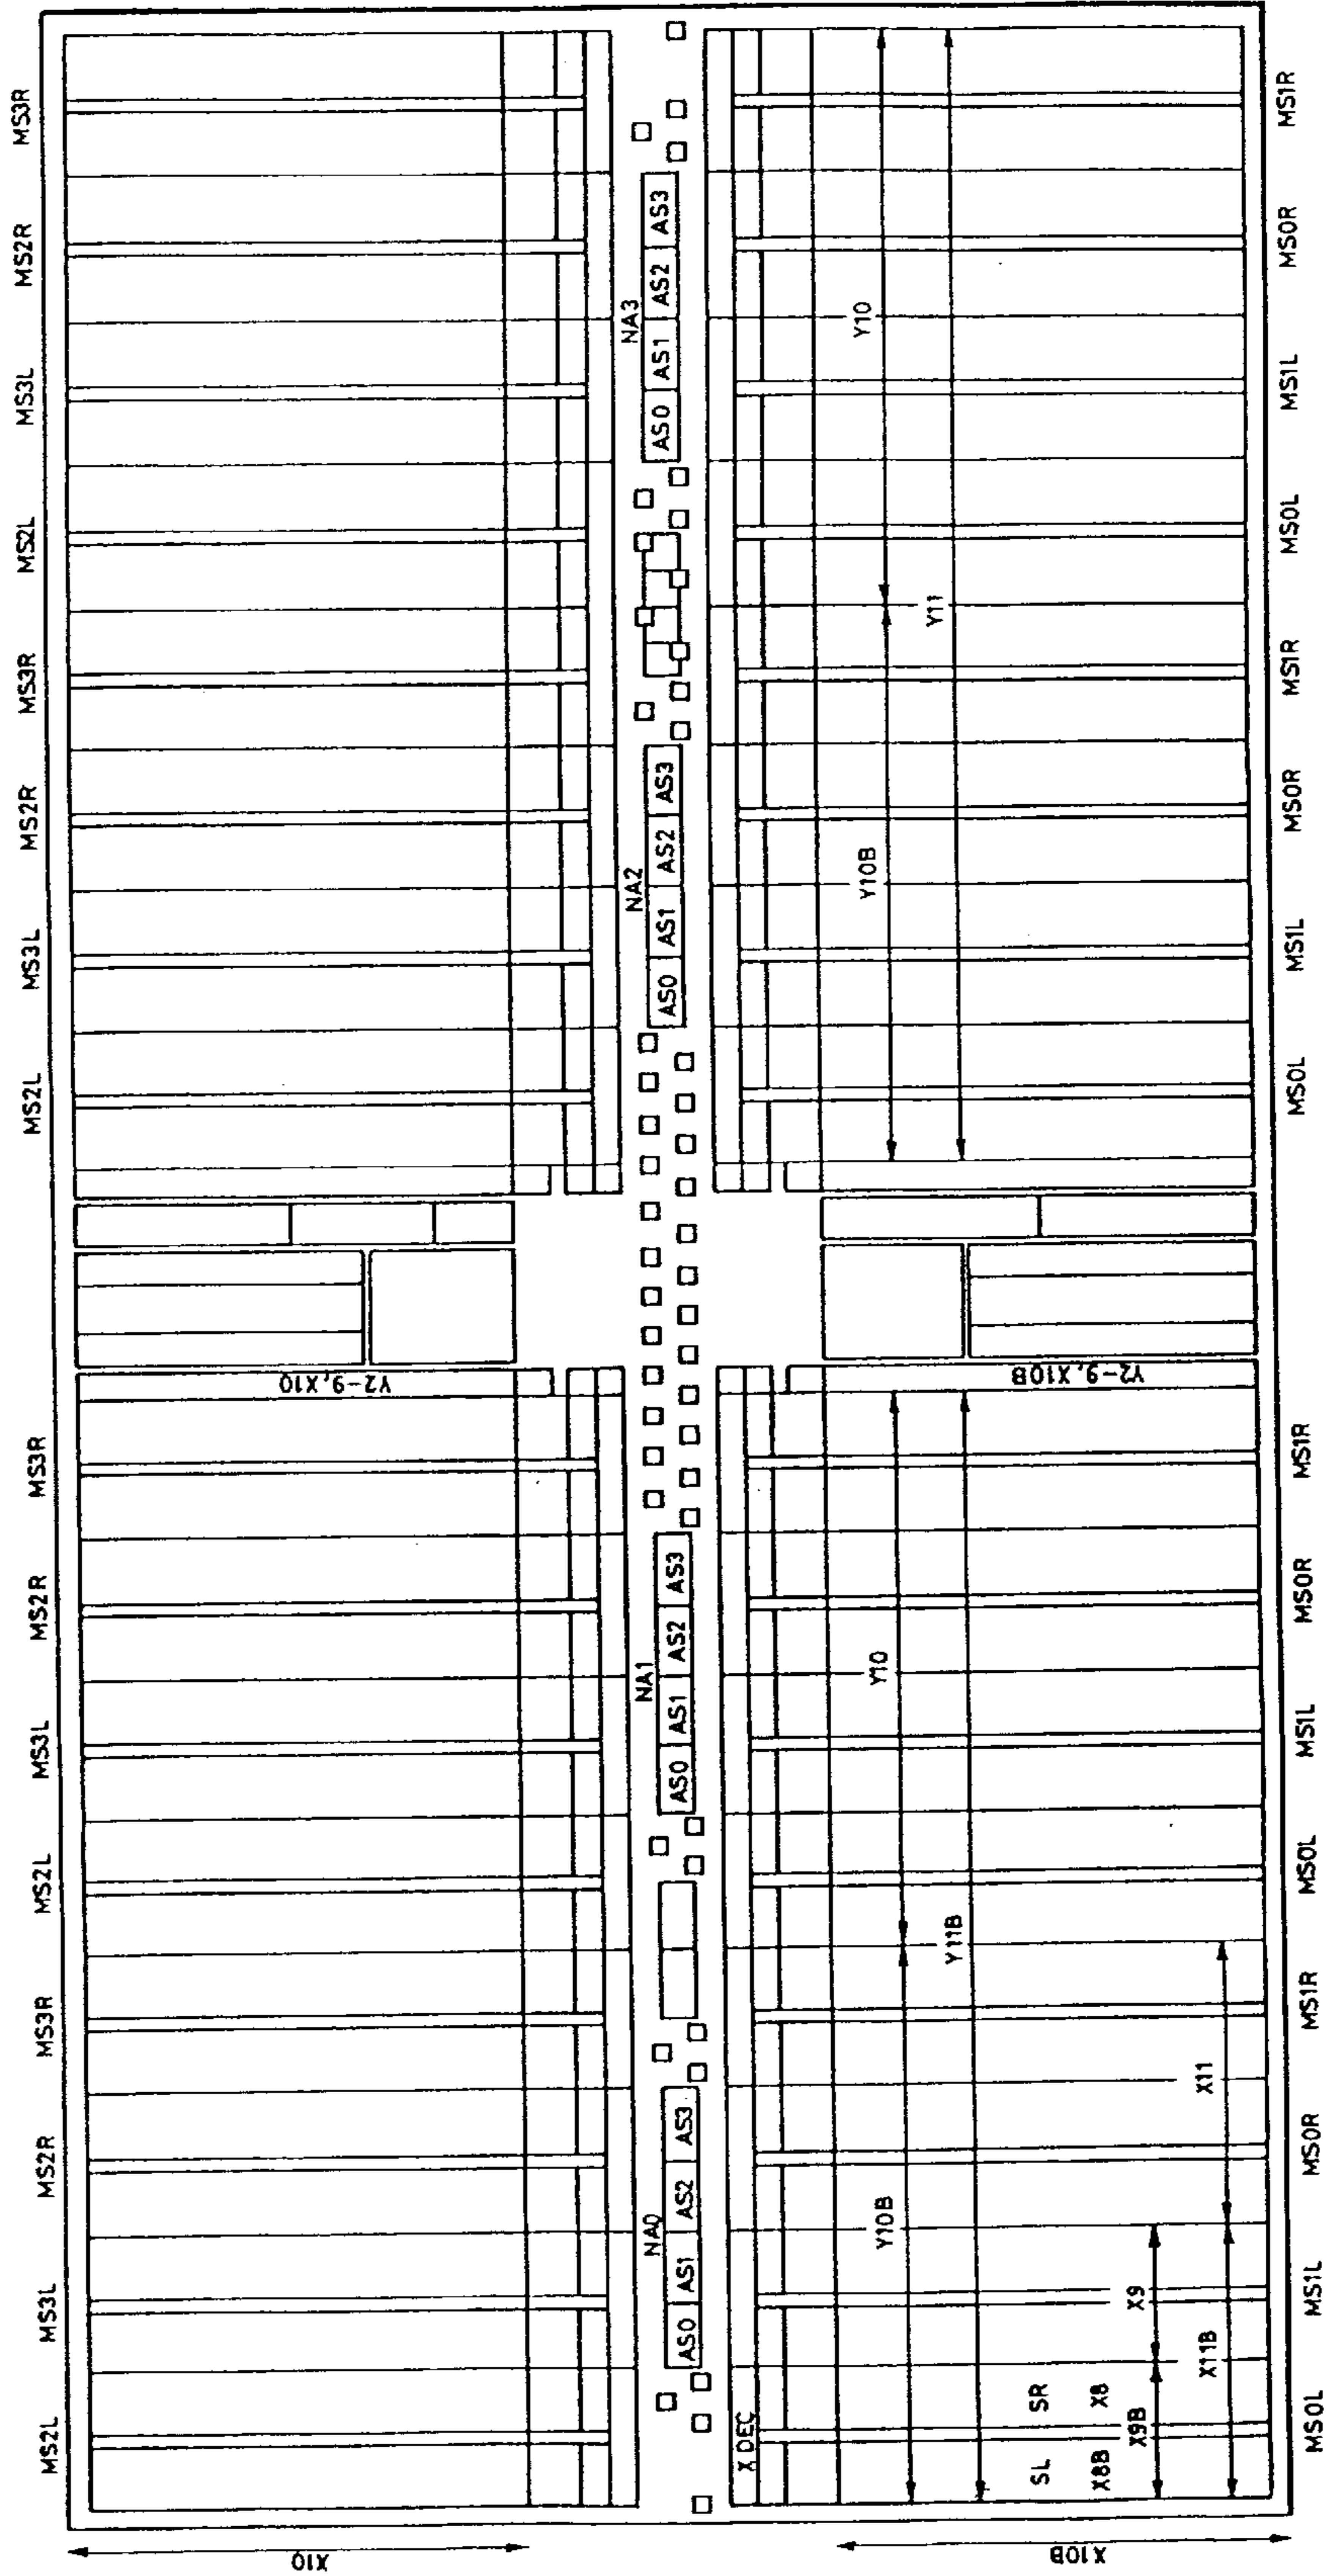 MS2L
MS3L
MS2R
MS3R
MS2L
MS3L
MS2R
MS3R
MS2L
MS3L
MS2R
MS3R
MS2L
MS3L
MS2R
MS3R
X10
Y2-9,X10
NA0
NA1
NA2
NA3
AS0 AS1 AS2 AS3
AS0 AS1 AS2 AS3
AS0 AS1 AS2 AS3
AS0 AS1 AS2 AS3
X DEC
Y10B
Y10
Y10B
Y10
Y11B
Y11
SL
SR
X8B
X8
X9B
X9
X11B
X11
Y2-9,X10B
X10B
MS0L
MS1L
MS0R
MS1R
MS0L
MS1L
MS0R
MS1R
MS0L
MS1L
MS0R
MS1R
MS0L
MS1L
MS0R
MS1R